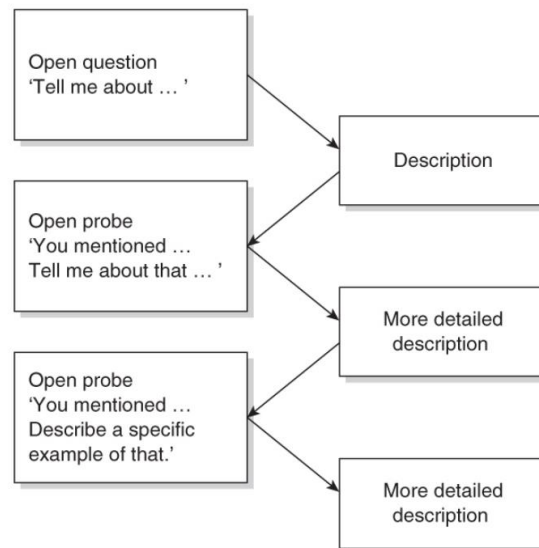 Open question
‘Tell me about … ’
Description
Open probe
‘You mentioned …
Tell me about that … ’
More detailed
description
Open probe
‘You mentioned …
Describe a specific
example of that.’
More detailed
description